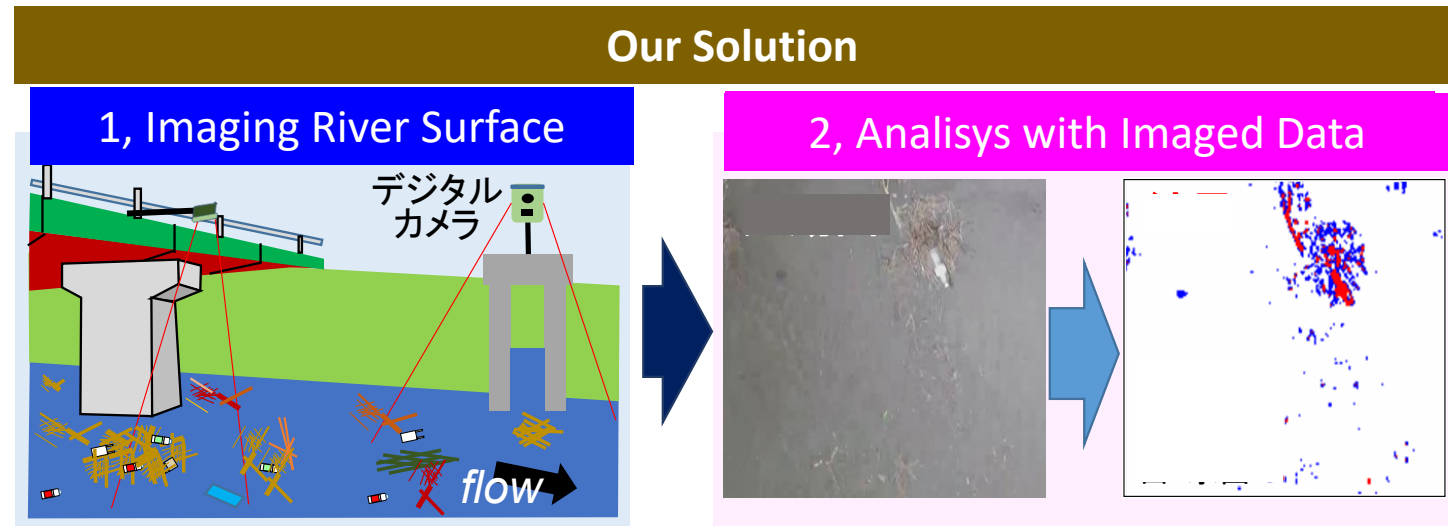 Our Solution
1, Imaging River Surface
2, Analisys with Imaged Data
デジタル
カメラ
flow